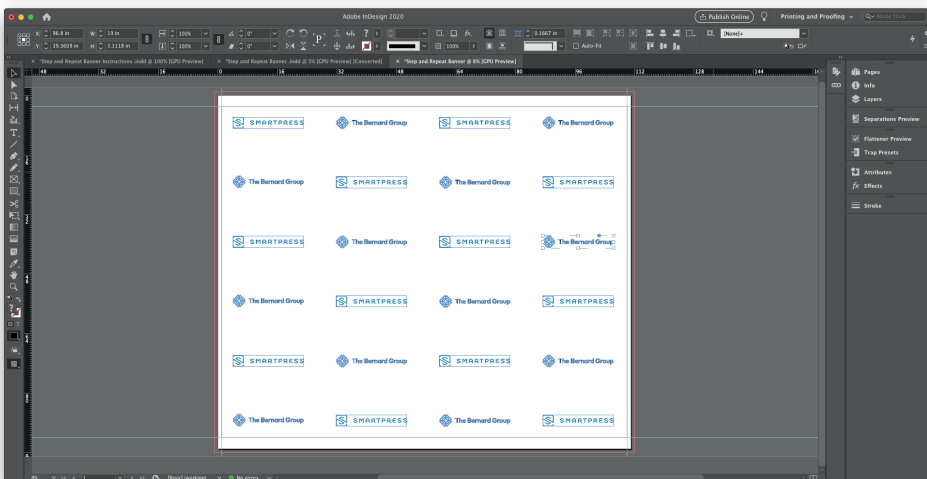 Adobe InDesign 2020
Publish Online
Printing and Proofing
Adobe Stock
X: 96.8 in W: 19 in 100% 0° 0.1667 in [None]+
Y: 19.3609 in H: 3.3118 in 100% 0° 100% Auto-Fit
*Step and Repeat Banner Instructions.indd @ 100% [GPU Preview]
*Step and Repeat Banner .indd @ 5% [GPU Preview] [Converted]
*Step and Repeat Banner @ 8% [GPU Preview]
48 32 16 0 16 32 48 64 80 96 112 128 144
SMARTPRESS The Bernard Group SMARTPRESS The Bernard Group
The Bernard Group SMARTPRESS The Bernard Group SMARTPRESS
SMARTPRESS The Bernard Group SMARTPRESS The Bernard Group
The Bernard Group SMARTPRESS The Bernard Group SMARTPRESS
SMARTPRESS The Bernard Group SMARTPRESS The Bernard Group
The Bernard Group SMARTPRESS The Bernard Group SMARTPRESS
Pages
Info
Layers
Separations Preview
Flattener Preview
Trap Presets
Attributes
fx Effects
Stroke